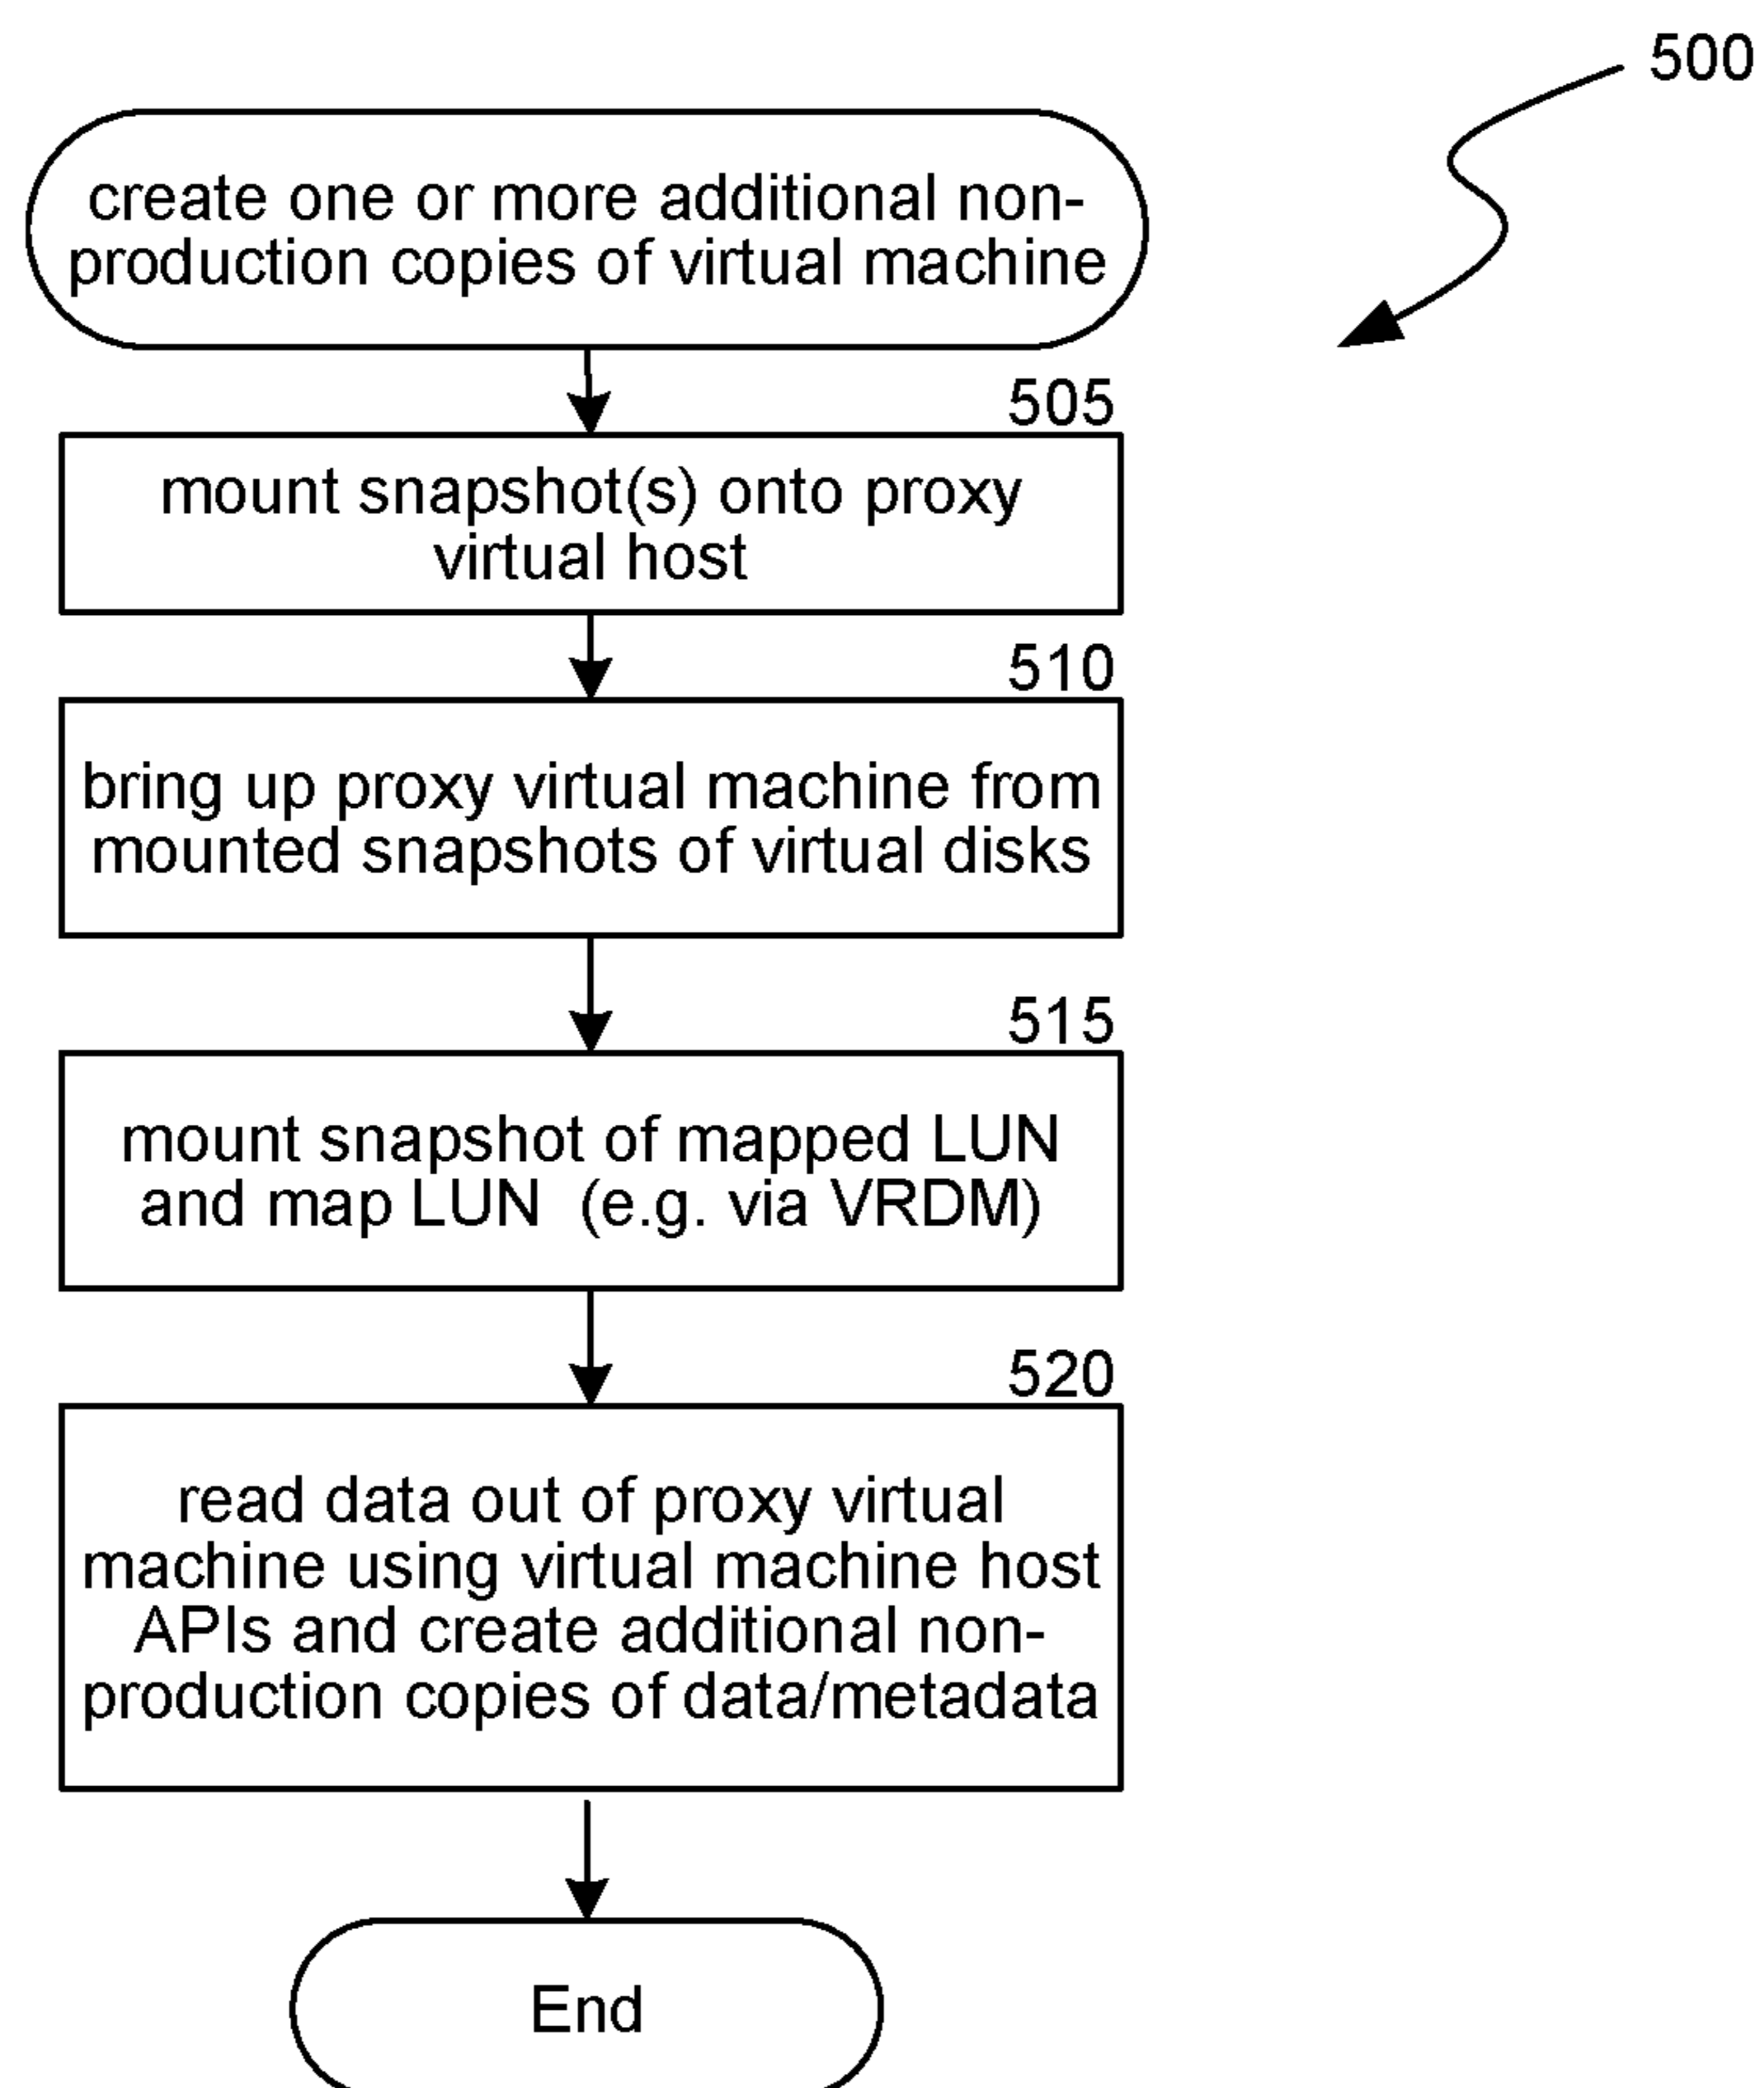 500
create one or more additional non-
production copies of virtual machine
505
mount snapshot(s) onto proxy
virtual host
510
bring up proxy virtual machine from
mounted snapshots of virtual disks
515
mount snapshot of mapped LUN
and map LUN  (e.g. via VRDM)
520
read data out of proxy virtual
machine using virtual machine host
APIs and create additional non-
production copies of data/metadata
End